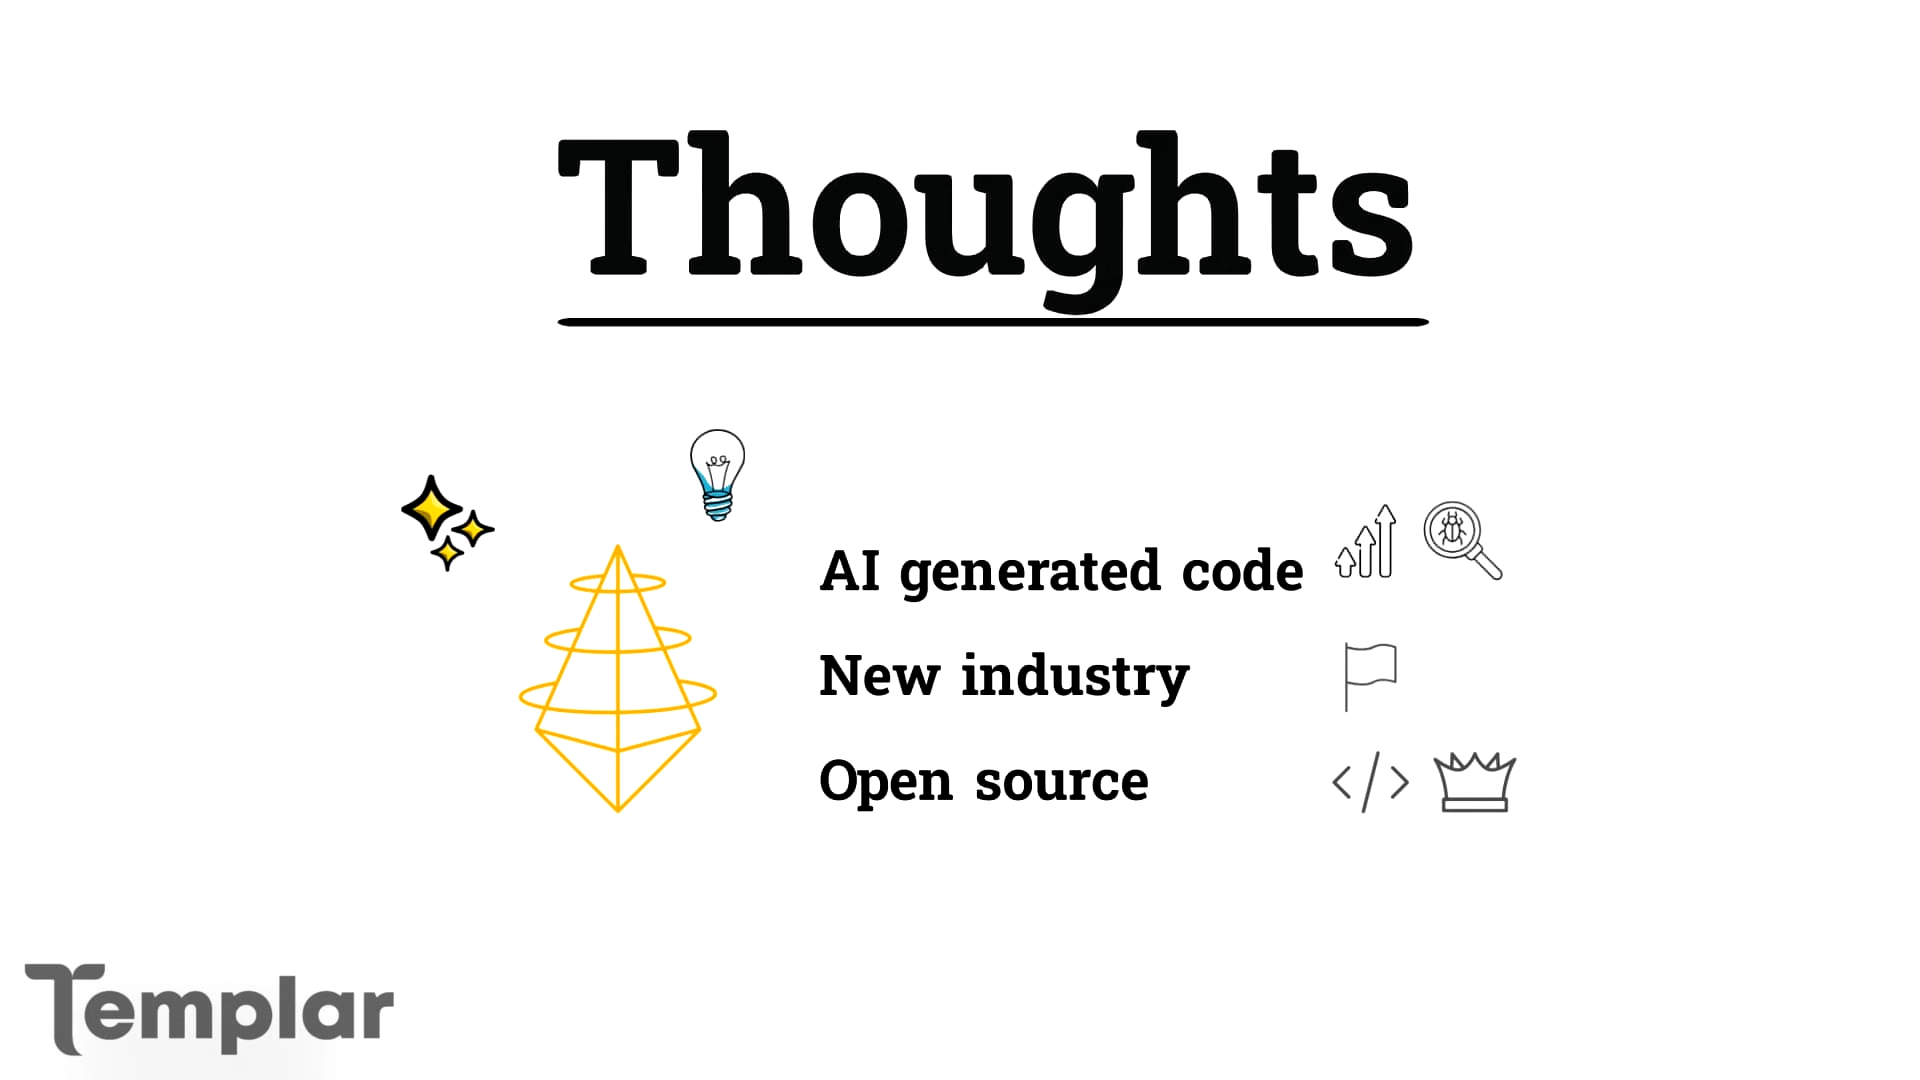 Thoughts
AI generated code
New industry
Open source
</>
Templar